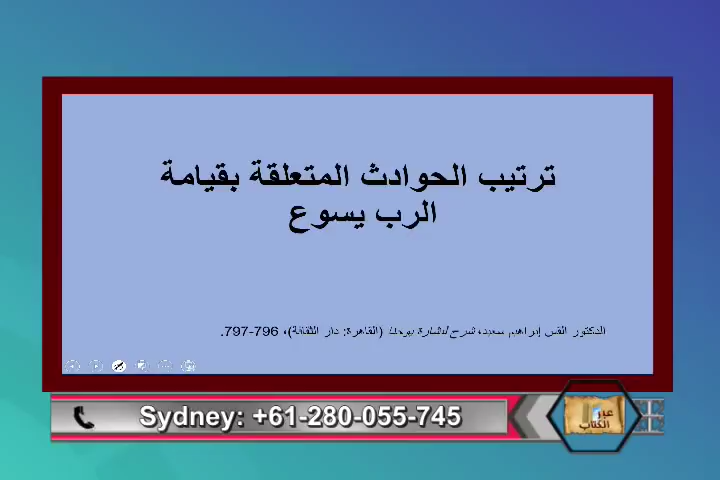 ترتيب الحوادث المتعلقة بقيامة
الرب يسوع
الدكتور القس إبراهيم سعيد، شرح لبشارة يوحنا (القاهرة: دار الثقافة)، 796-797.
Sydney: +61-280-055-745
عبر
الكتاب